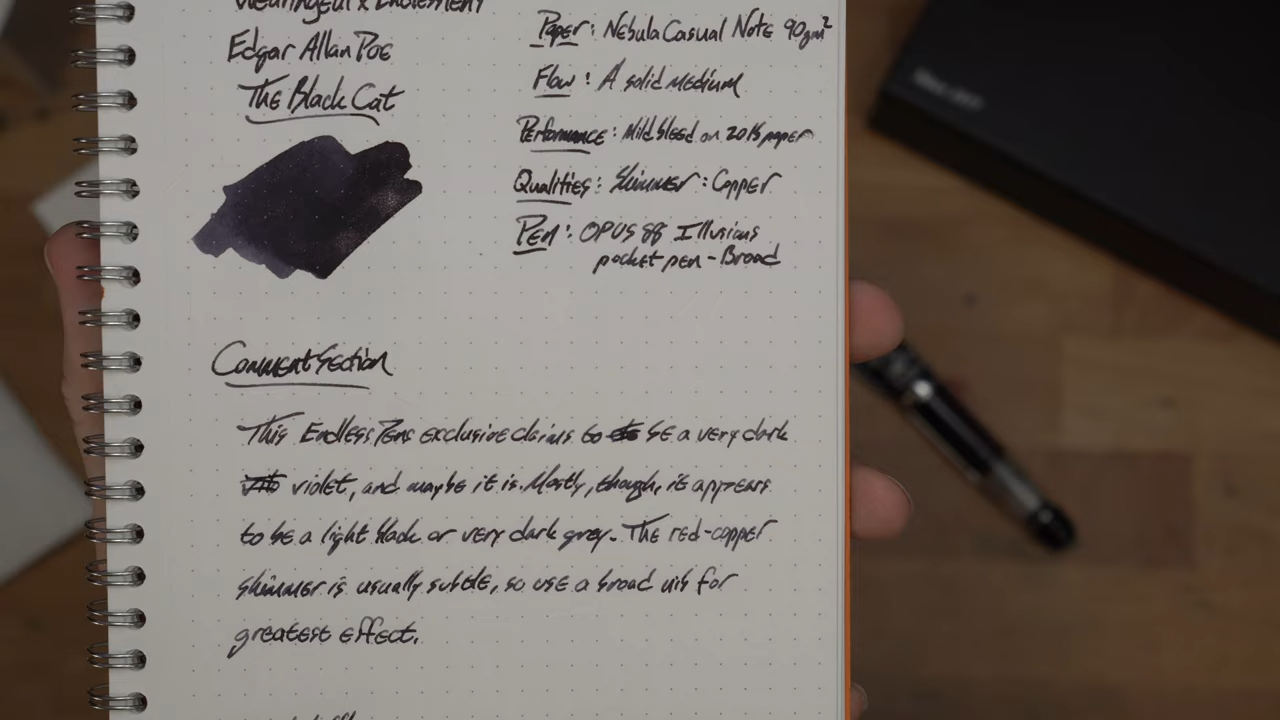 Edgar Allan Poe
The Black Cat
Paper: Nebula Casual Note 90gm²
Flow: A solid medium
Performance: Mild bleed on 20lb paper
Qualities: Shimmer: Copper
Pen: OPUS 88 Illusions
pocket pen - Broad
Comment Section
This Endless Pens exclusive claims to be a very dark
violet, and maybe it is. Mostly, though, it appears
to be a light black or very dark grey. The red-copper
shimmer is usually subtle, so use a broad nib for
greatest effect.